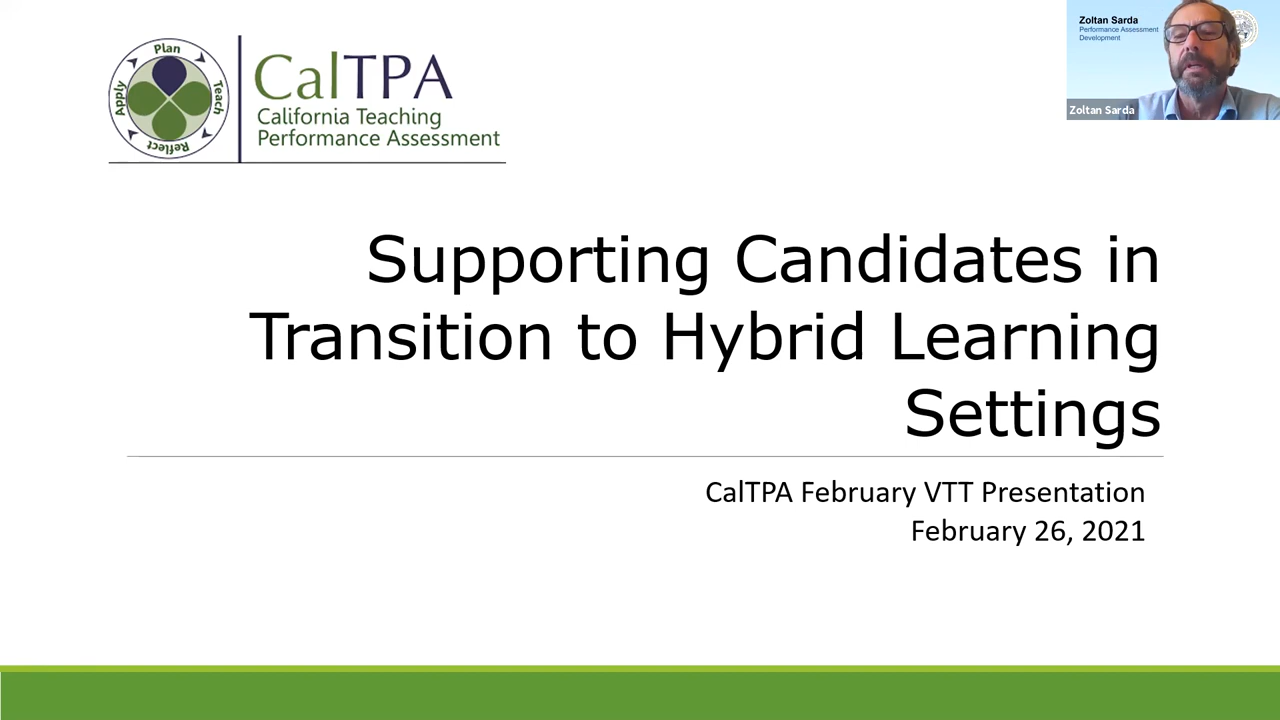 Plan
Teach
Reflect
Apply
CalTPA
California Teaching
Performance Assessment
Zoltan Sarda
Performance Assessment
Development
Zoltan Sarda
Supporting Candidates in
Transition to Hybrid Learning
Settings
CalTPA February VTT Presentation
February 26, 2021